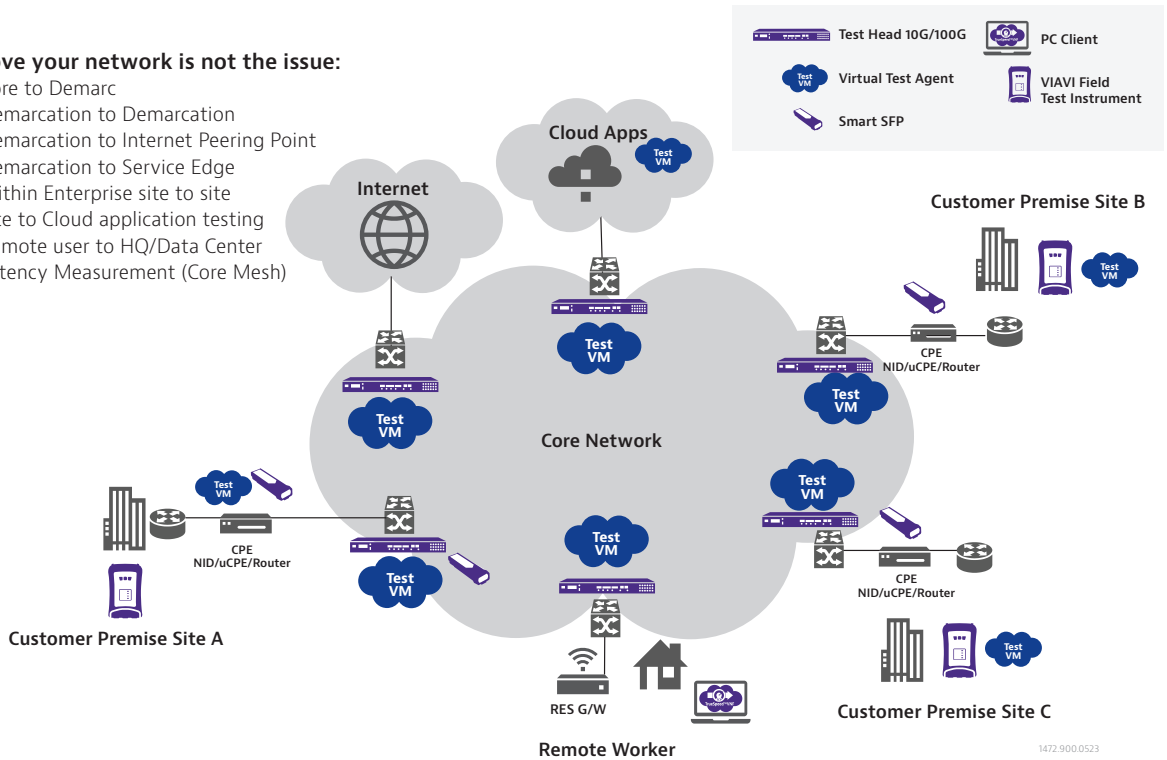 ove your network is not the issue:
re to Demarc
emarcation to Demarcation
emarcation to Internet Peering Point
emarcation to Service Edge
ithin Enterprise site to site
te to Cloud application testing
mote user to HQ/Data Center
tency Measurement (Core Mesh)
Test Head 10G/100G
PC Client
Test
VM
Virtual Test Agent
VIAVI Field
Test Instrument
Smart SFP
Cloud Apps
Test
VM
Internet
Customer Premise Site B
Test
VM
CPE
NID/uCPE/Router
Test
VM
Test
VM
Test
VM
Core Network
Test
VM
Test
VM
CPE
NID/uCPE/Router
Test
VM
Customer Premise Site A
Test
VM
Test
VM
CPE
NID/uCPE/Router
Test
VM
RES G/W
Customer Premise Site C
Remote Worker
1472.900.0523